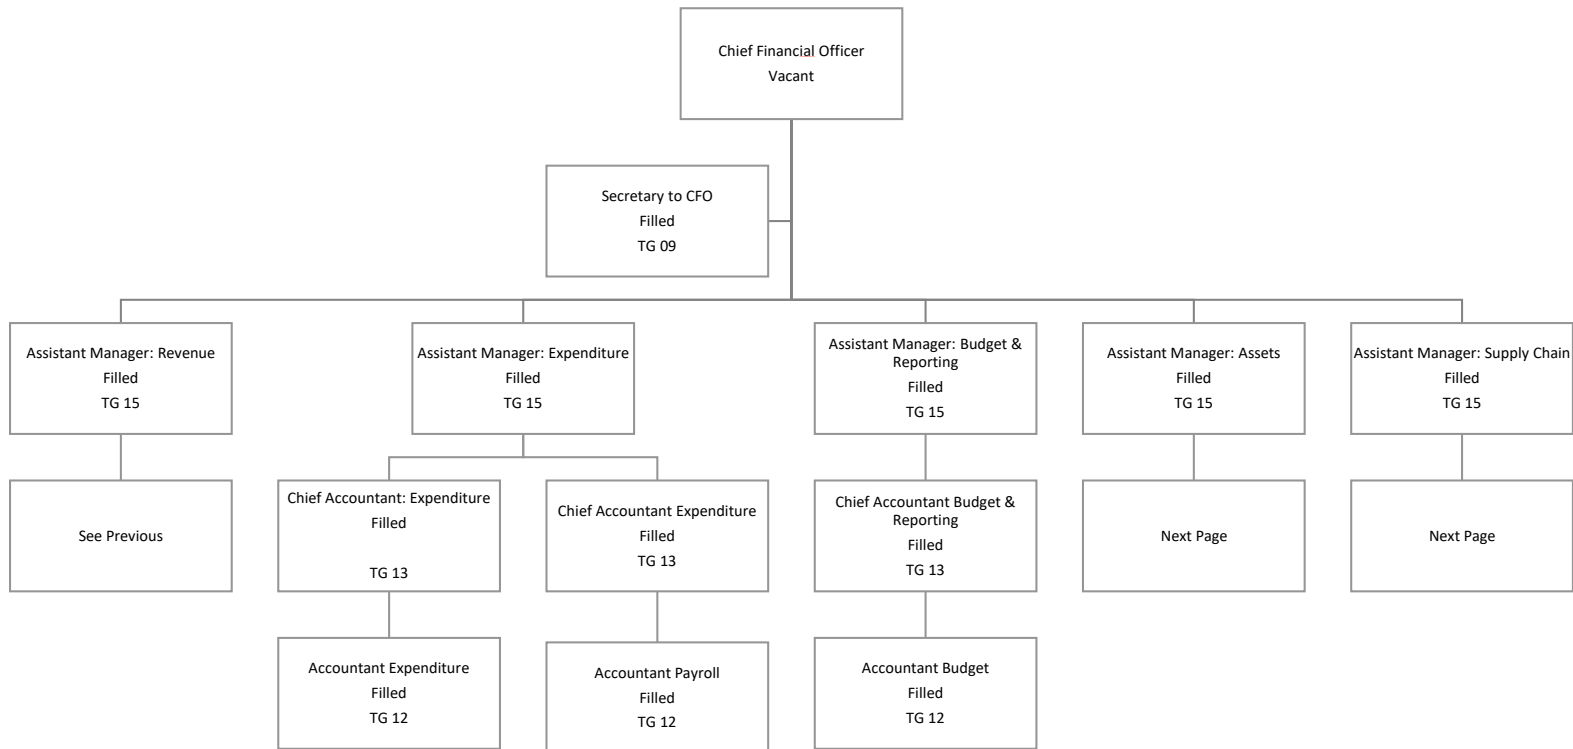 Chief Financial Officer
Vacant
Secretary to CFO
Filled
TG 09
Assistant Manager: Revenue
Filled
TG 15
Assistant Manager: Expenditure
Filled
TG 15
Assistant Manager: Budget &
Reporting
Filled
TG 15
Assistant Manager: Assets
Filled
TG 15
Assistant Manager: Supply Chain
Filled
TG 15
See Previous
Chief Accountant: Expenditure
Filled
TG 13
Chief Accountant Expenditure
Filled
TG 13
Chief Accountant Budget &
Reporting
Filled
TG 13
Next Page
Next Page
Accountant Expenditure
Filled
TG 12
Accountant Payroll
Filled
TG 12
Accountant Budget
Filled
TG 12